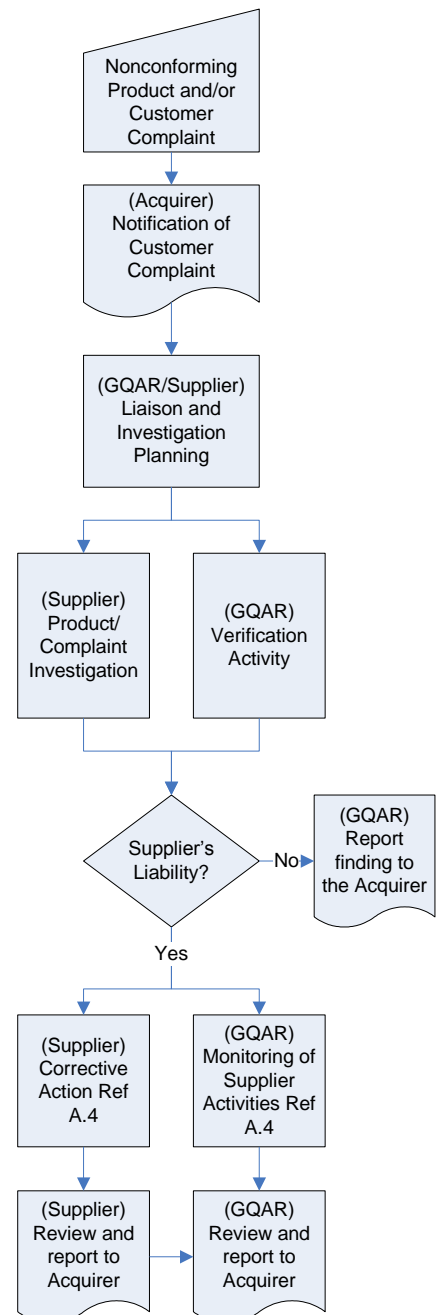 Nonconforming
Product and/or
Customer
Complaint
(Acquirer)
Notification of
Customer
Complaint
(GQAR/Supplier)
Liaison and
Investigation
Planning
(Supplier)
Product/
Complaint
Investigation
(GQAR)
Verification
Activity
Supplier's
Liability?
No
(GQAR)
Report
finding to
the Acquirer
Yes
(Supplier)
Corrective
Action Ref
A.4
(GQAR)
Monitoring of
Supplier
Activities Ref
A.4
(Supplier)
Review and
report to
Acquirer
(GQAR)
Review and
report to
Acquirer